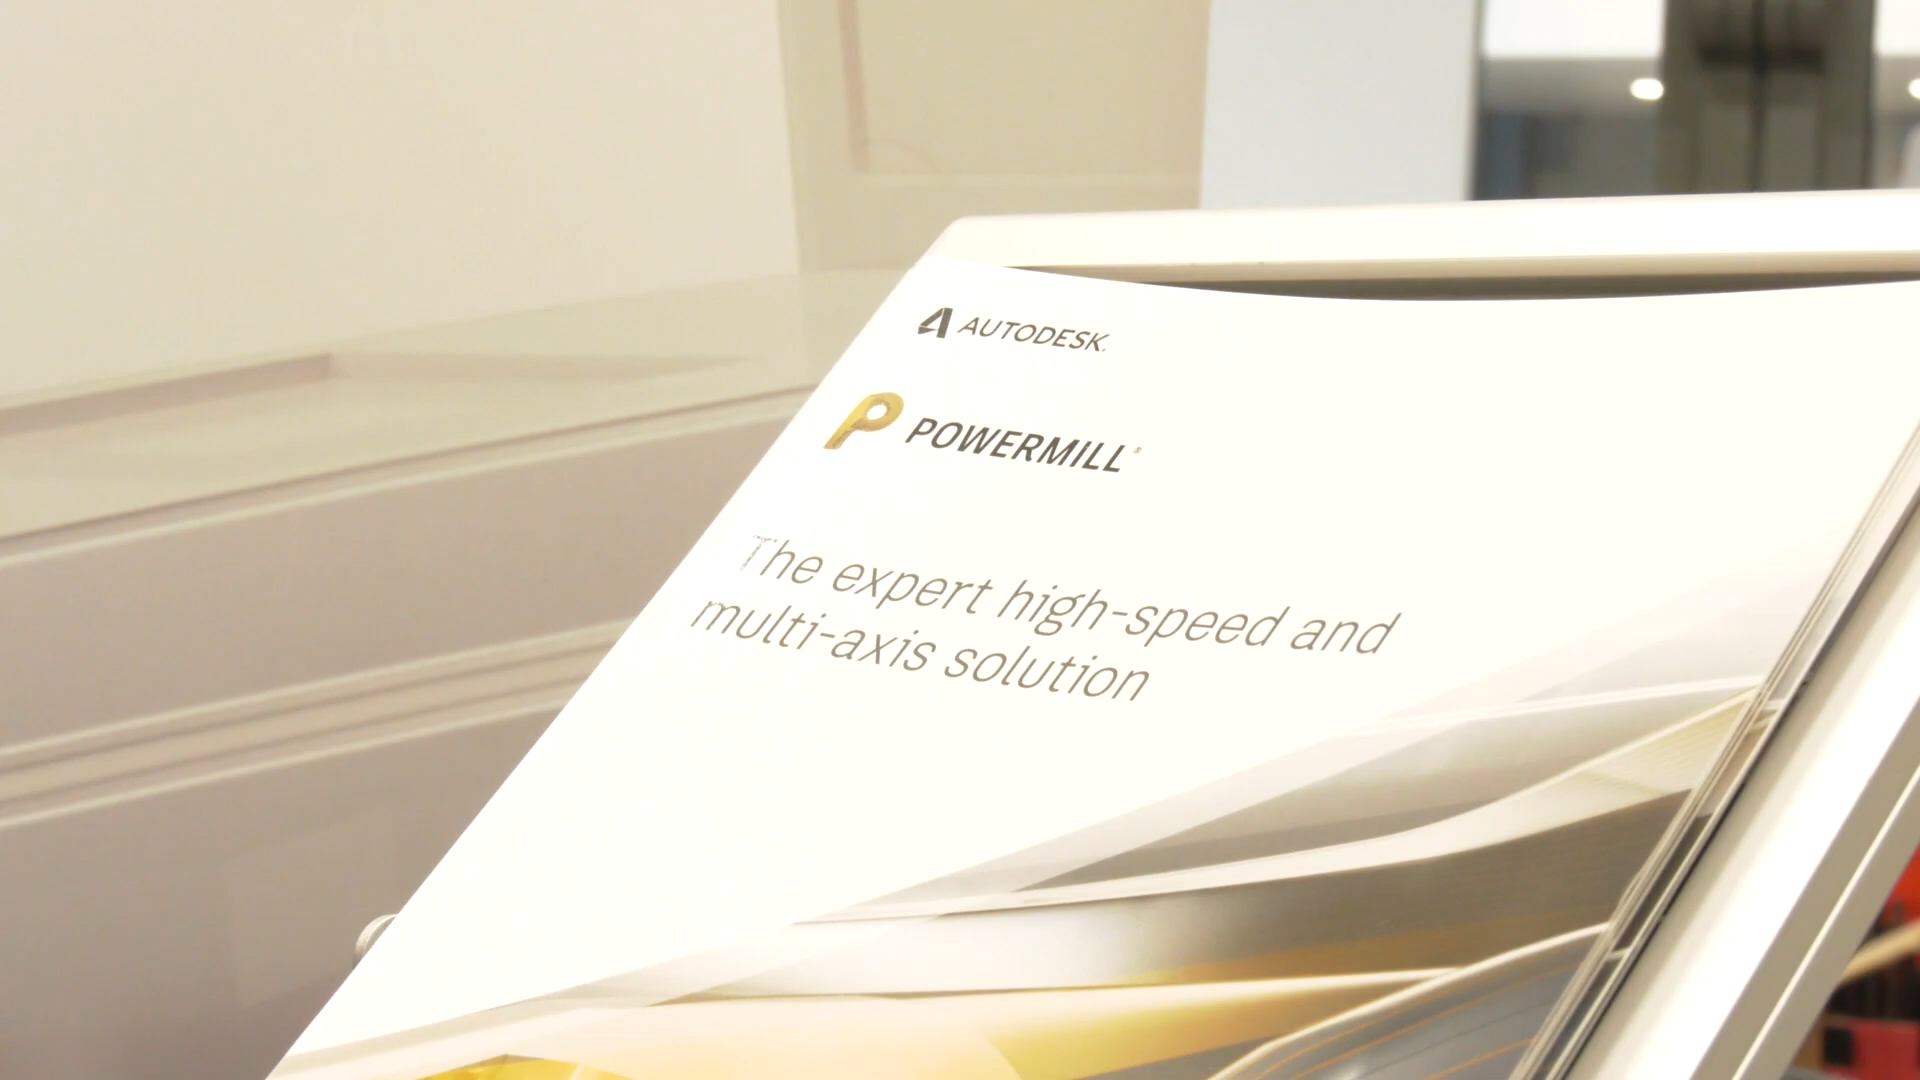 AUTODESK.
POWERMILL®
The expert high-speed and
multi-axis solution